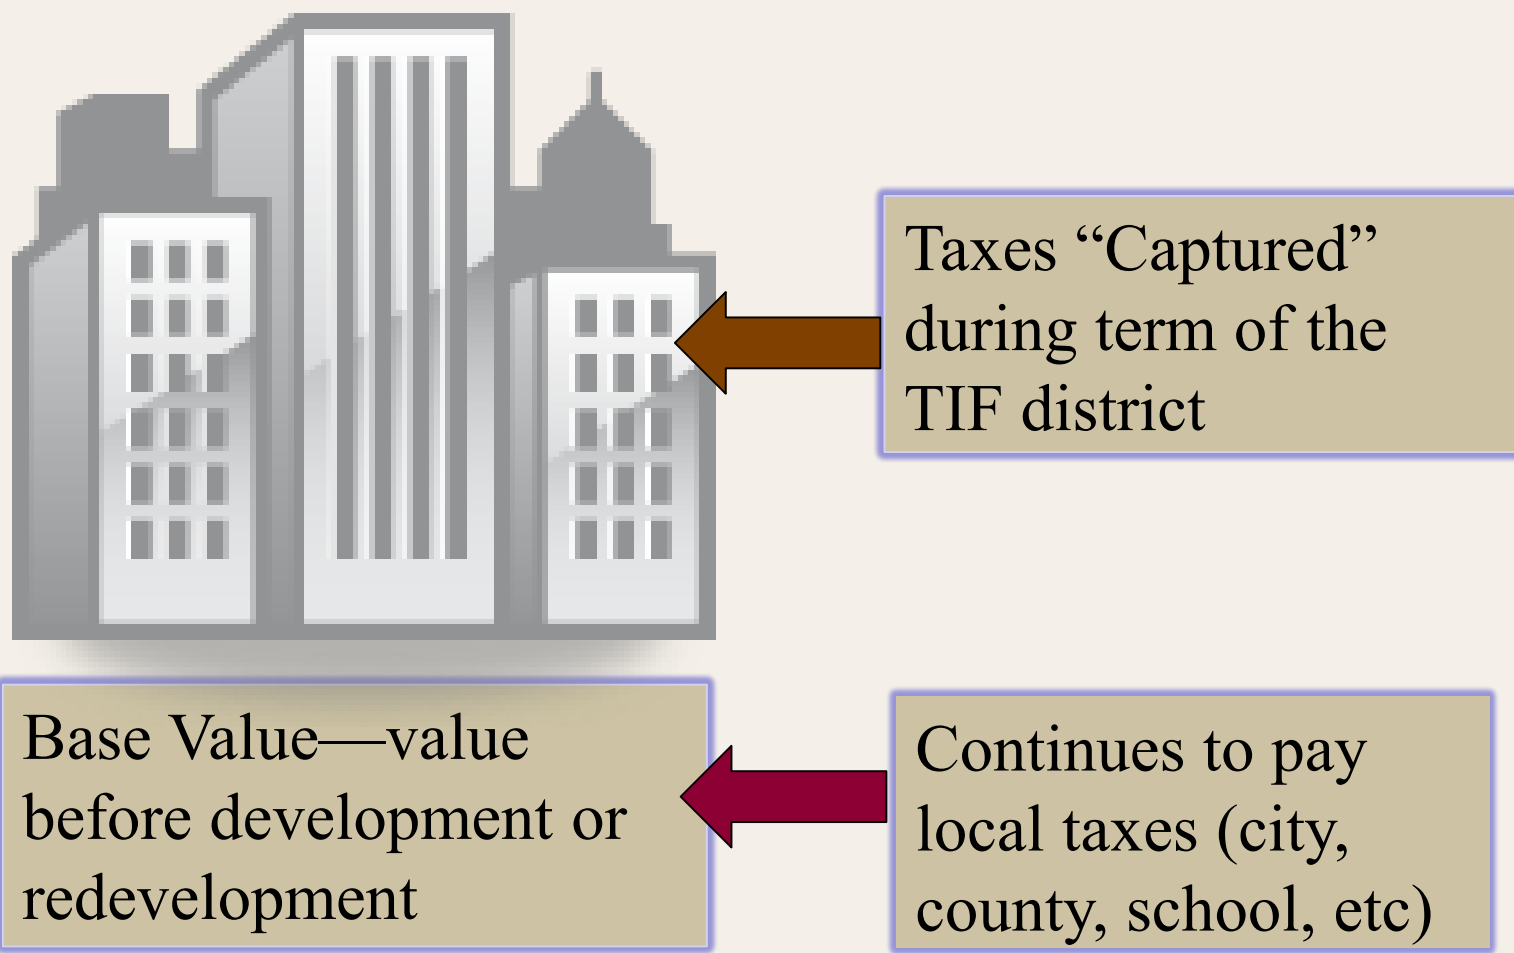 Taxes “Captured”
during term of the
TIF district
Base Value—value
before development or
redevelopment
Continues to pay
local taxes (city,
county, school, etc)